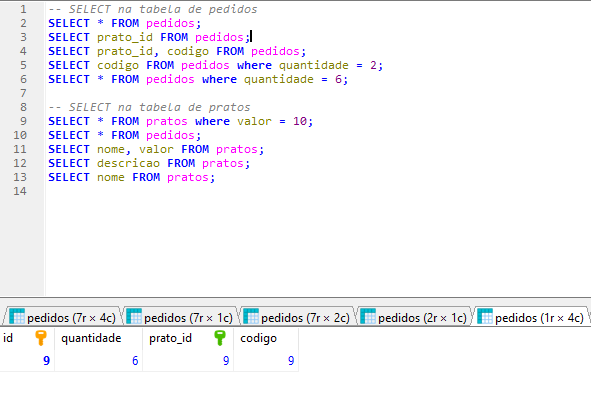 1 -- SELECT na tabela de pedidos
2 SELECT * FROM pedidos;
3 SELECT prato_id FROM pedidos;
4 SELECT prato_id, codigo FROM pedidos;
5 SELECT codigo FROM pedidos where quantidade = 2;
6 SELECT * FROM pedidos where quantidade = 6;
7
8 -- SELECT na tabela de pratos
9 SELECT * FROM pratos where valor = 10;
10 SELECT * FROM pedidos;
11 SELECT nome, valor FROM pratos;
12 SELECT descricao FROM pratos;
13 SELECT nome FROM pratos;
14
pedidos (7r × 4c) pedidos (7r × 1c) pedidos (7r × 2c) pedidos (2r × 1c) pedidos (1r × 4c)
id quantidade prato_id codigo
9 6 9 9